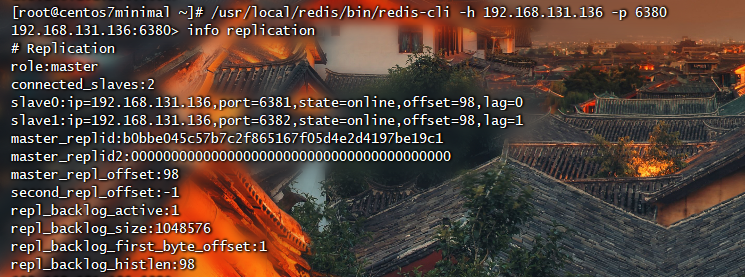 [root@centos7minimal ~]# /usr/local/redis/bin/redis-cli -h 192.168.131.136 -p 6380
192.168.131.136:6380> info replication
# Replication
role:master
connected_slaves:2
slave0:ip=192.168.131.136,port=6381,state=online,offset=98,lag=0
slave1:ip=192.168.131.136,port=6382,state=online,offset=98,lag=1
master_replid:b0bbe045c57b7c2f865167f05d4e2d4197be19c1
master_replid2:0000000000000000000000000000000000000000
master_repl_offset:98
second_repl_offset:-1
repl_backlog_active:1
repl_backlog_size:1048576
repl_backlog_first_byte_offset:1
repl_backlog_histlen:98